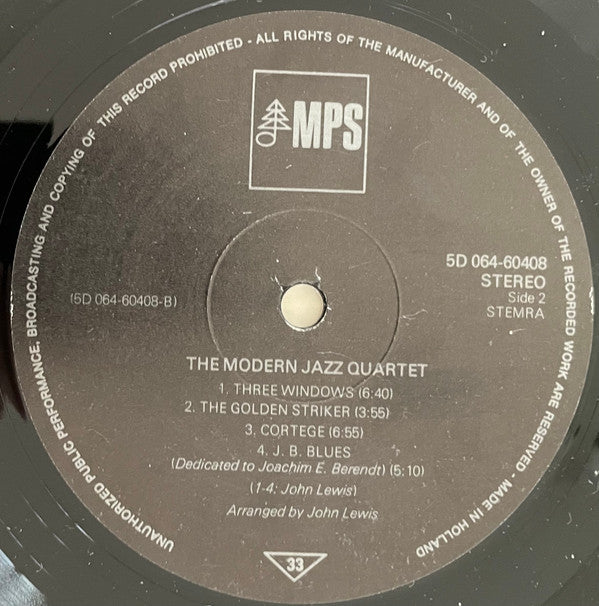 UNAUTHORIZED PUBLIC PERFORMANCE, BROADCASTING AND COPYING OF THIS RECORD PROHIBITED - ALL RIGHTS OF THE MANUFACTURER AND OF THE OWNER OF THE RECORDED WORK ARE RESERVED - MADE IN HOLLAND
MPS
5D 064-60408
STEREO
(5D 064-60408-B)
Side 2
STEMRA
THE MODERN JAZZ QUARTET
1. THREE WINDOWS (6:40)
2. THE GOLDEN STRIKER (3:55)
3. CORTEGE (6:55)
4. J. B. BLUES
(Dedicated to Joachim E. Berendt) (5:10)
(1-4: John Lewis)
Arranged by John Lewis
33